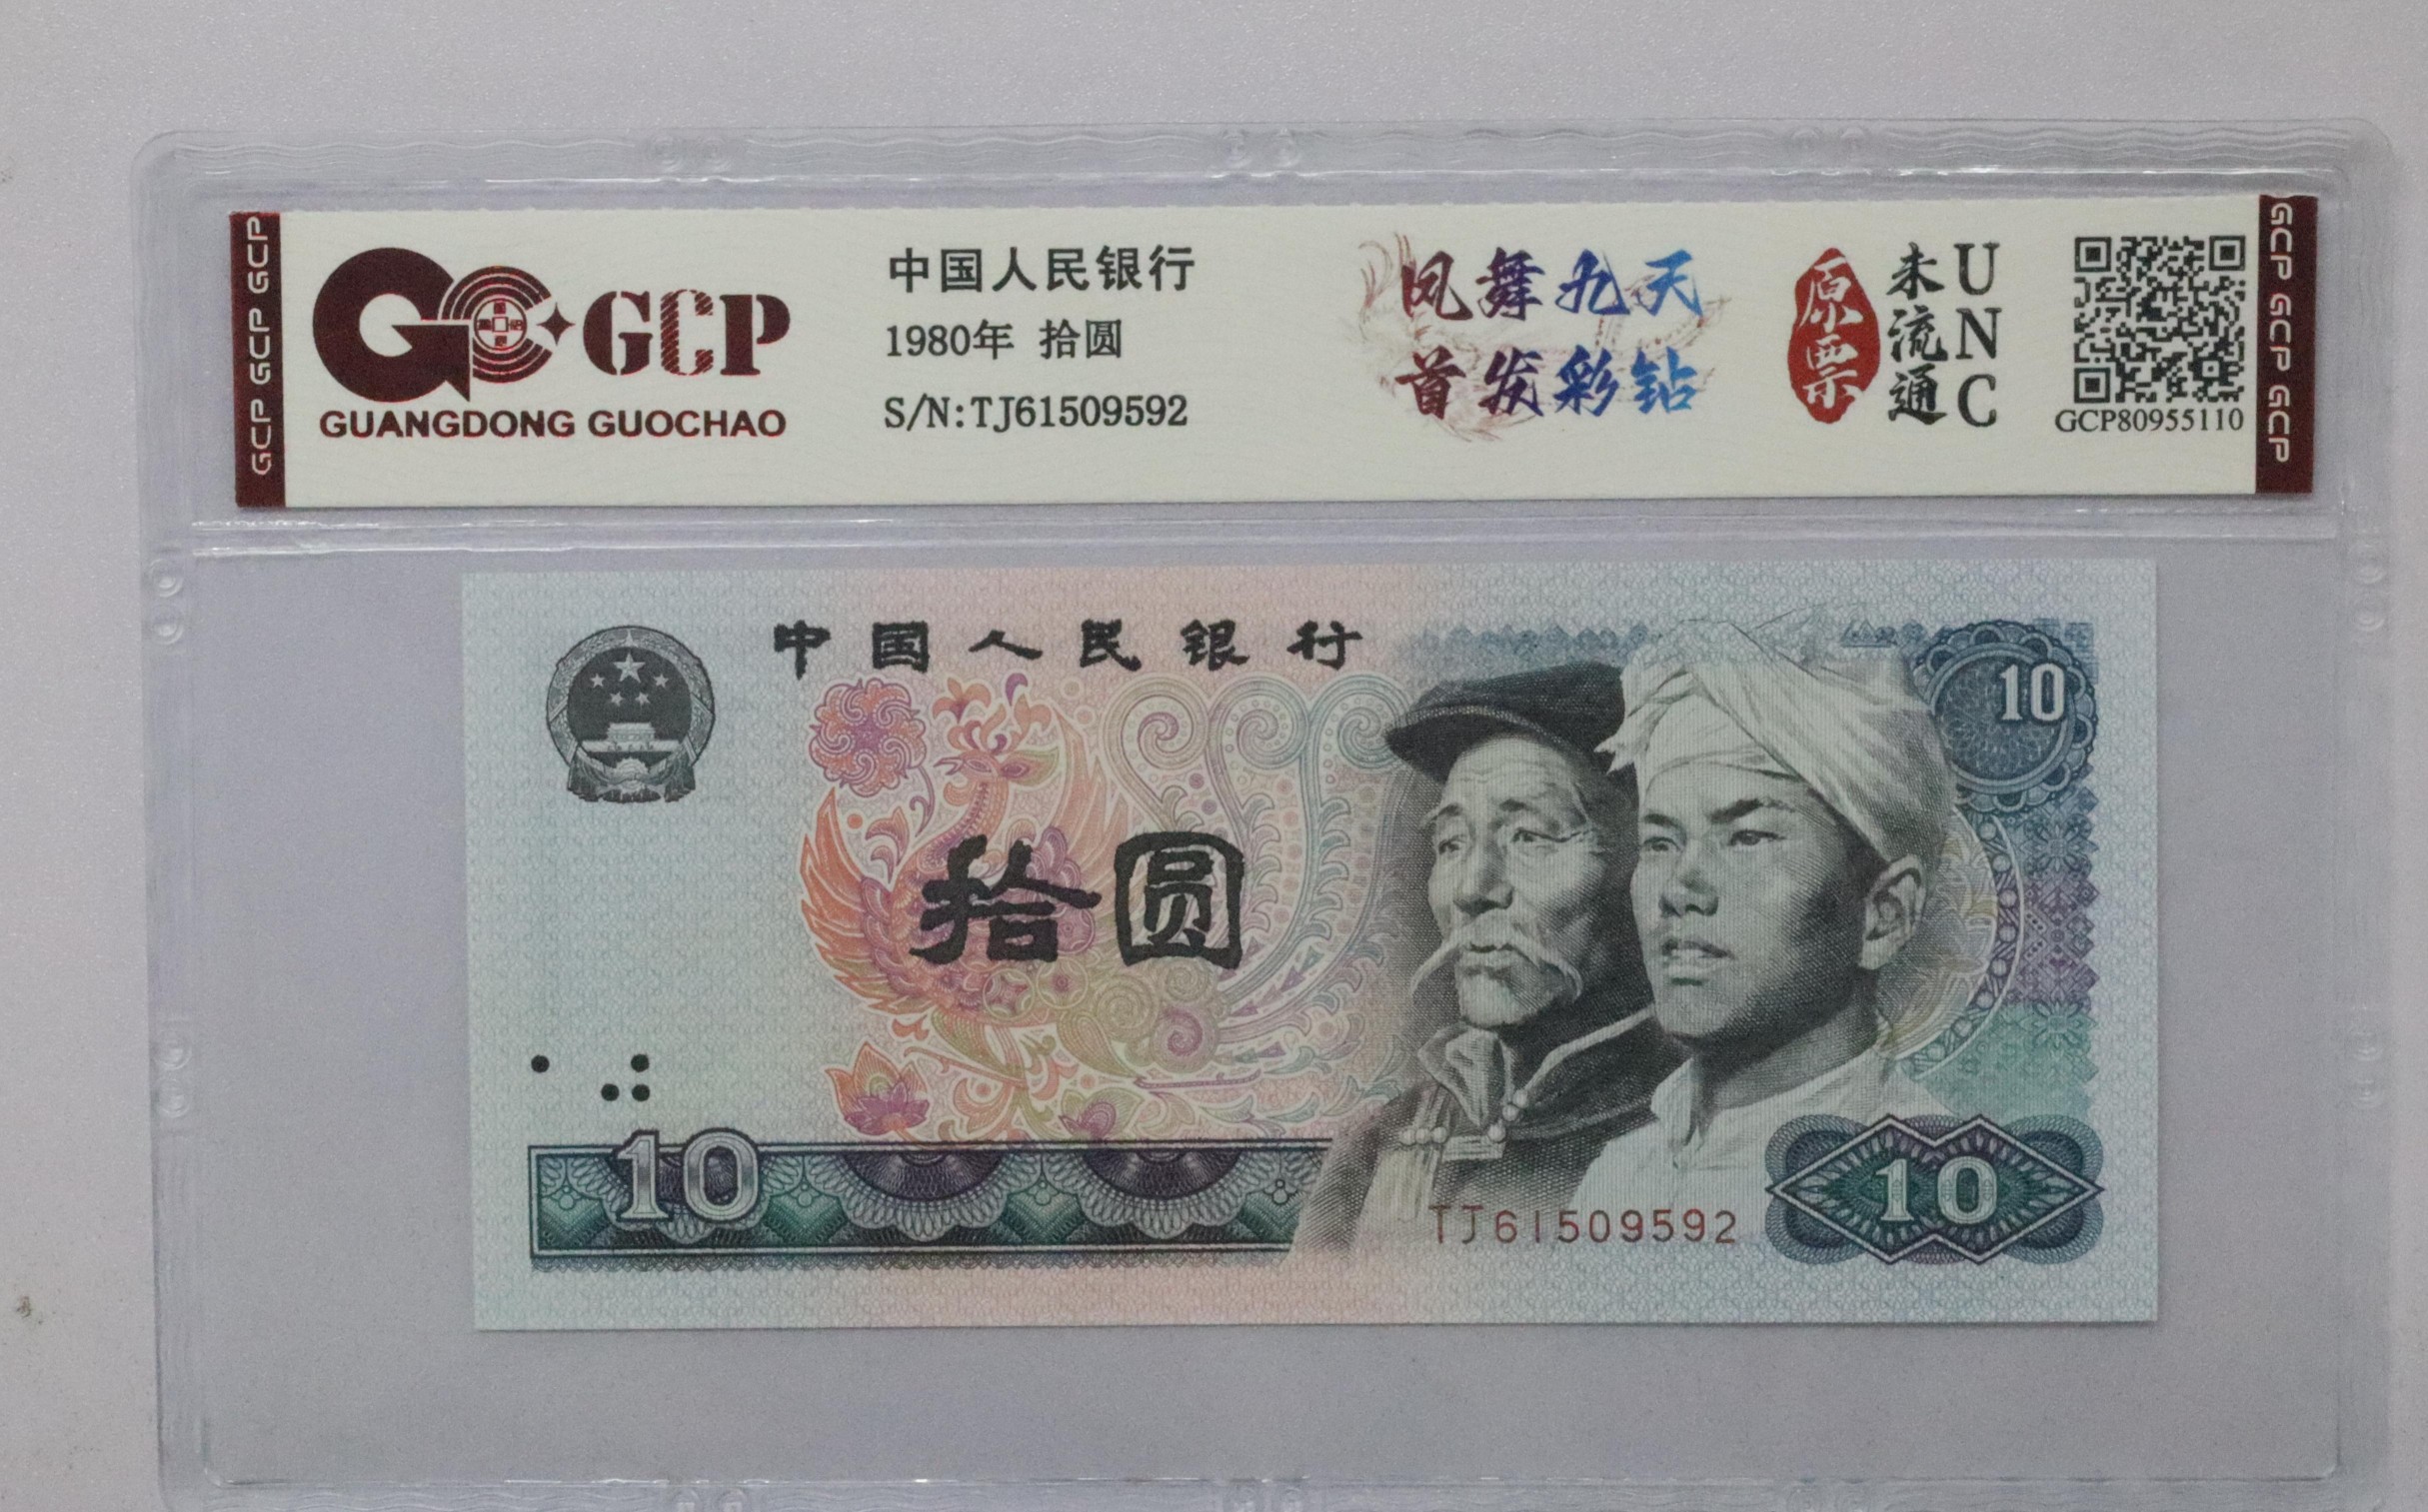 GCP GCP GCP
GCP
GUANGDONG GUOCHAO
中国人民银行
1980年 拾圆
S/N:TJ61509592
凤舞九天
首发彩钻
原票
未流通
UNC
GCP80955110
GCP GCP GCP
中国人民银行
10
拾圆
10
TJ61509592
10